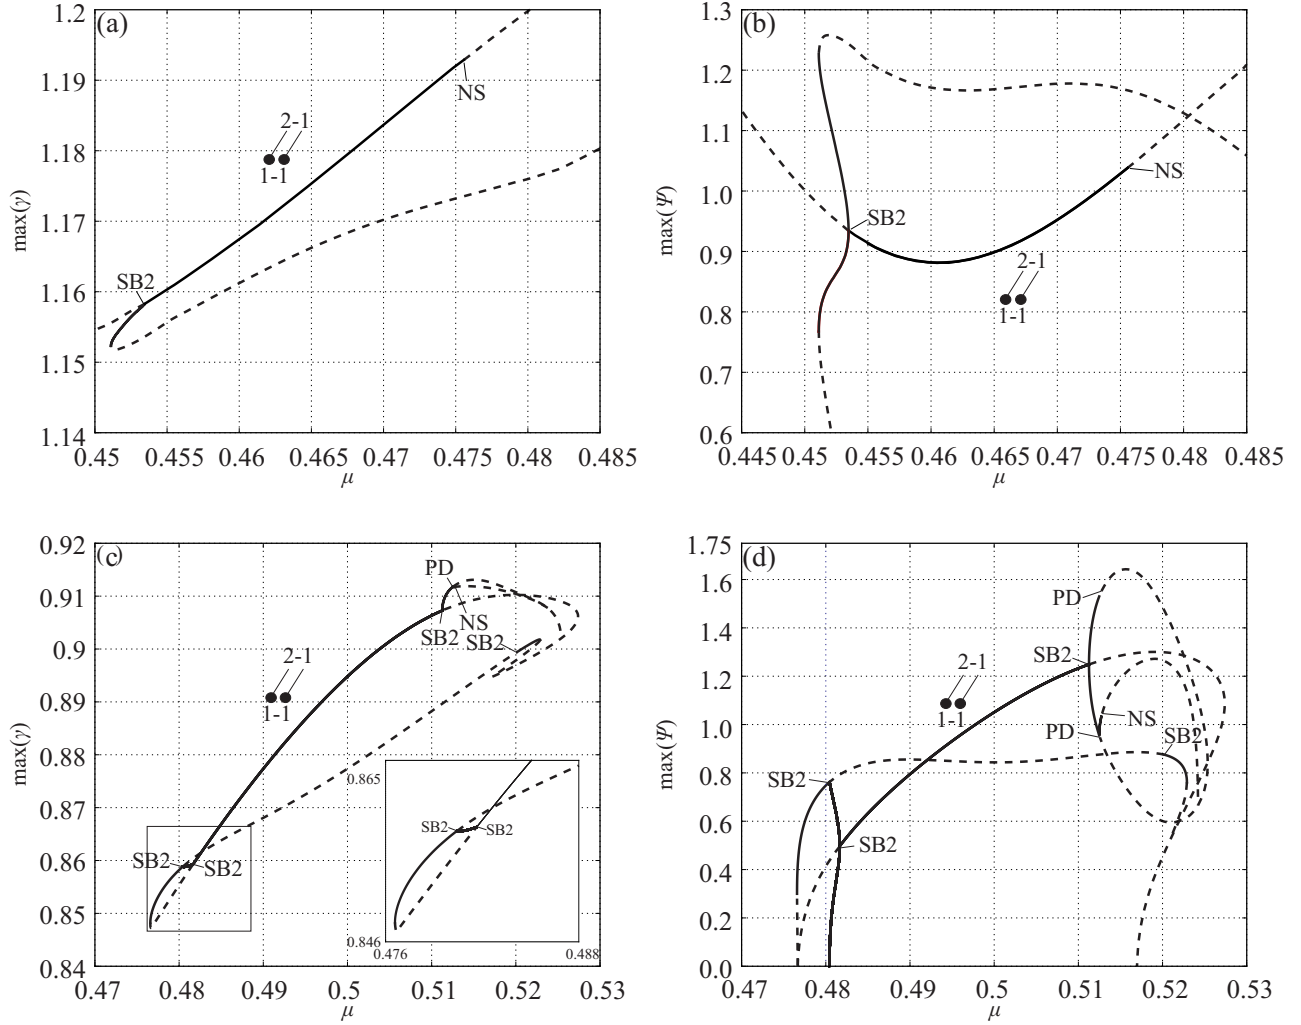 (a)
1.2
1.19
1.18
1.17
1.16
1.15
1.14
max(γ)
NS
2-1
1-1
SB2
0.45 0.455 0.46 0.465 0.47 0.475 0.48 0.485
μ
(b)
1.3
1.2
1.1
1.0
0.9
0.8
0.7
0.6
max(Ψ)
NS
SB2
2-1
1-1
0.445 0.45 0.455 0.46 0.465 0.47 0.475 0.48 0.485
μ
(c)
0.92
0.91
0.9
0.89
0.88
0.87
0.86
0.85
0.84
max(γ)
PD
NS
SB2
SB2
2-1
1-1
SB2
SB2
0.865
SB2
SB2
0.846
0.476
0.488
0.47 0.48 0.49 0.5 0.51 0.52 0.53
μ
(d)
1.75
1.6
1.4
1.2
1.0
0.8
0.6
0.4
0.2
0.0
max(Ψ)
PD
SB2
2-1
1-1
NS
PD
SB2
SB2
SB2
0.47 0.48 0.49 0.5 0.51 0.52 0.53
μ